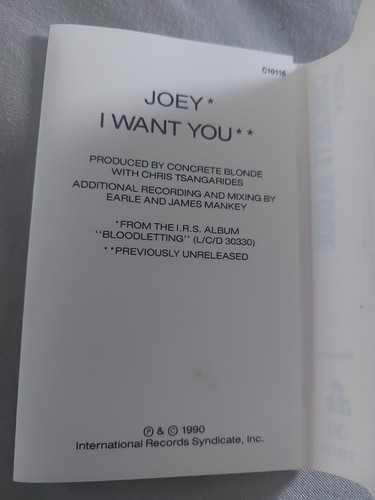 C10116
JOEY*
I WANT YOU**
PRODUCED BY CONCRETE BLONDE
WITH CHRIS TSANGARIDES
ADDITIONAL RECORDING AND MIXING BY
EARLE AND JAMES MANKEY
*FROM THE I.R.S. ALBUM
"BLOODLETTING" (L/C/D 30330)
**PREVIOUSLY UNRELEASED
℗ & © 1990
International Records Syndicate, Inc.